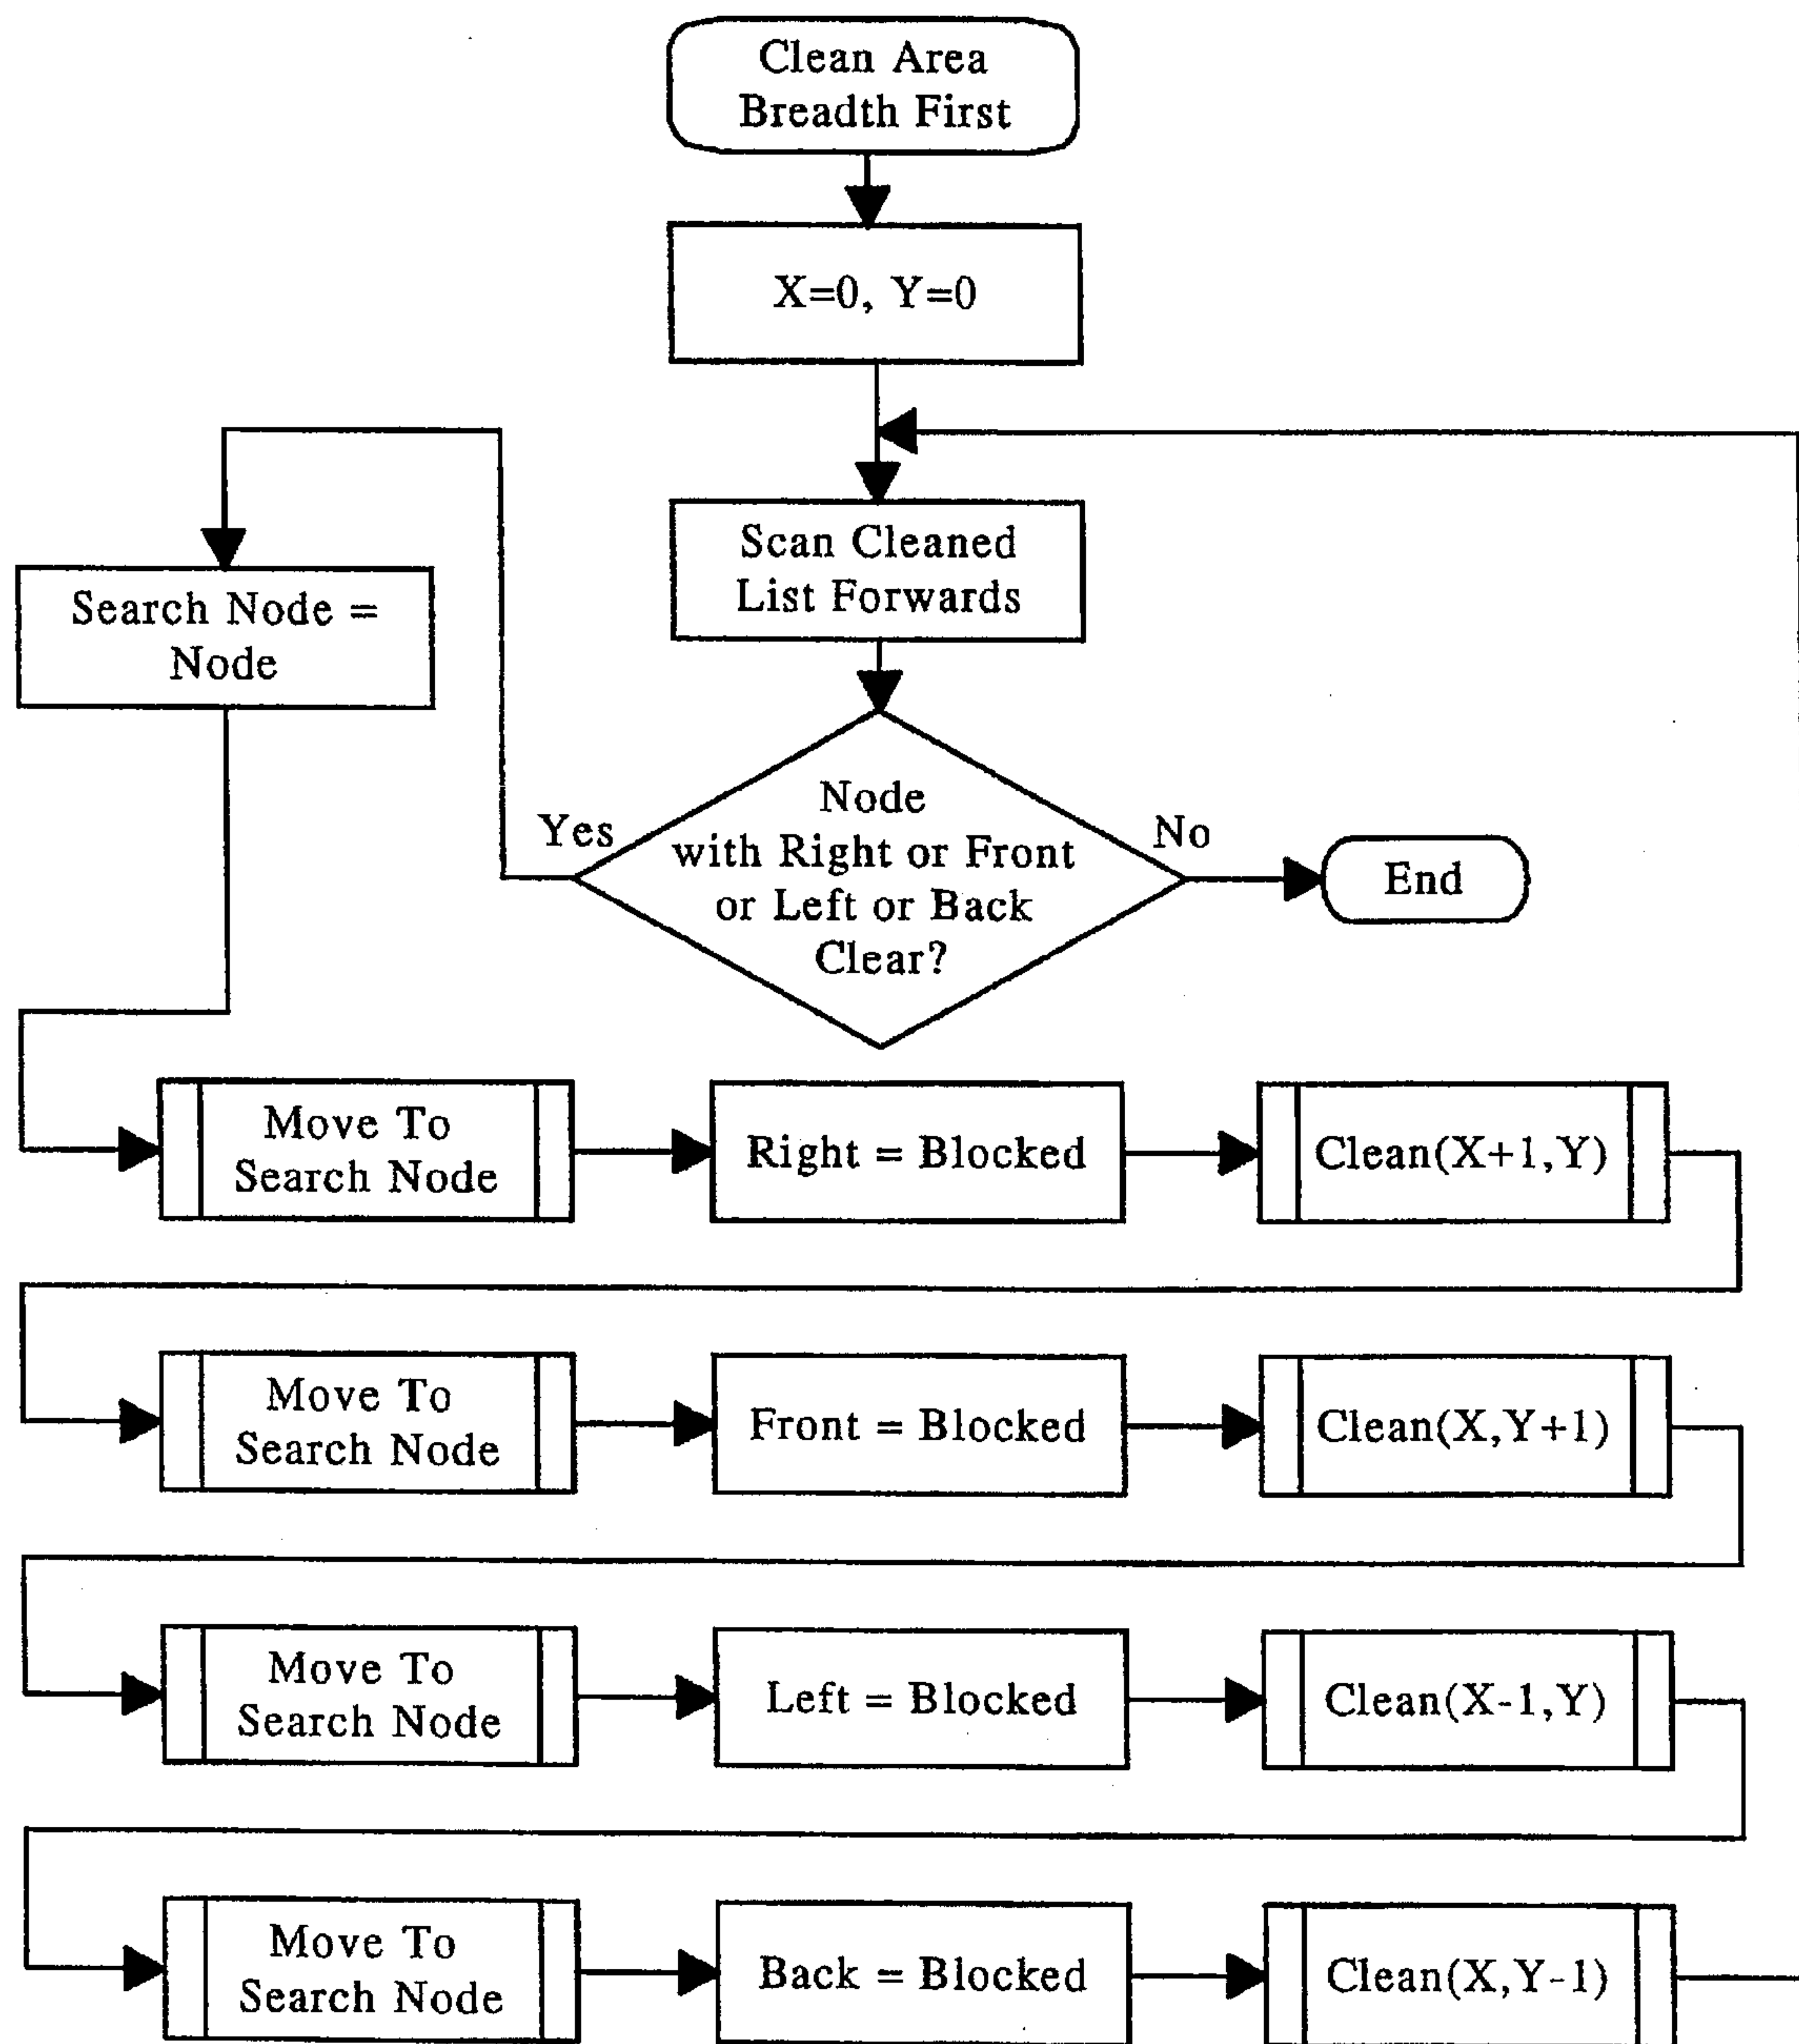 Clean Area
Breadth First
X=0, Y=0
Scan Cleaned
List Forwards
Search Node =
Node
Node
with Right or Front
or Left or Back
Clear?
Yes
No
End
Move To
Search Node
Right = Blocked
Clean(X+1,Y)
Move To
Search Node
Front = Blocked
Clean(X,Y+1)
Move To
Search Node
Left = Blocked
Clean(X-1,Y)
Move To
Search Node
Back = Blocked
Clean(X,Y-1)